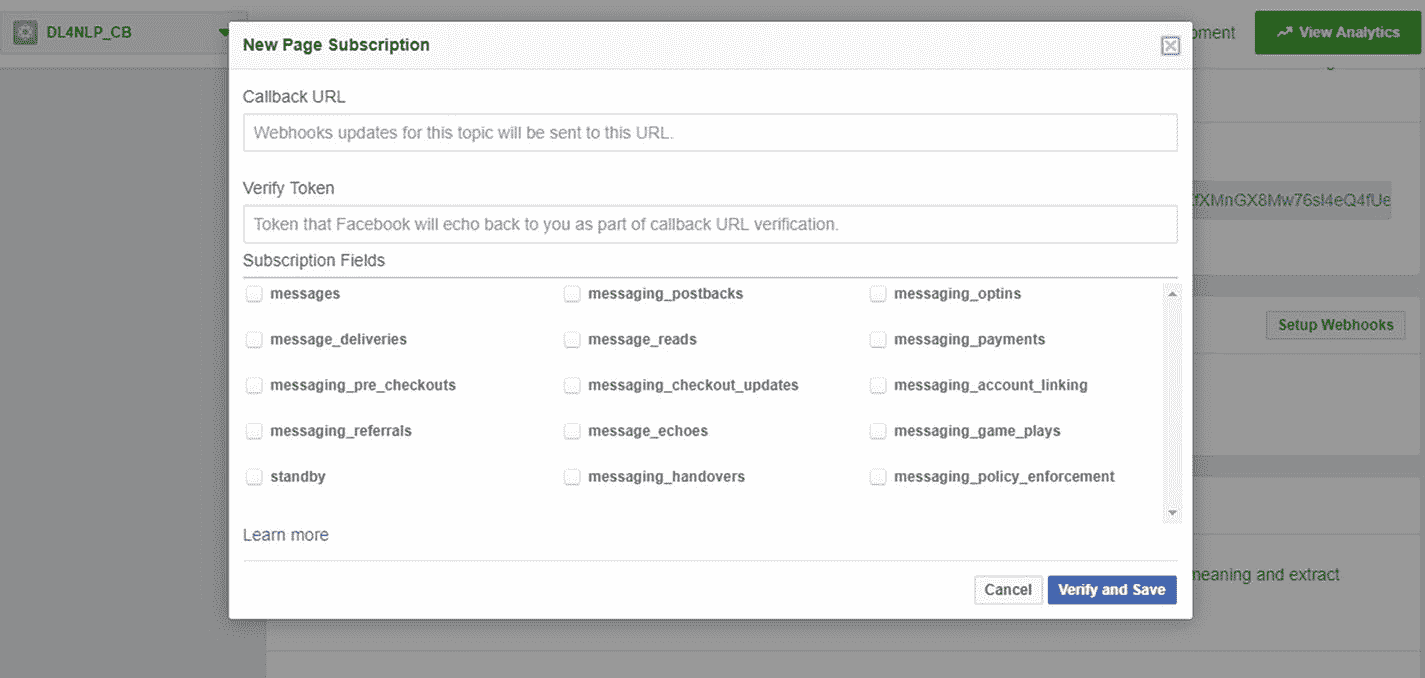 DL4NLP_CB
New Page Subscription
View Analytics
Callback URL
Webhooks updates for this topic will be sent to this URL.
Verify Token
Token that Facebook will echo back to you as part of callback URL verification.
Subscription Fields
messages messaging_postbacks messaging_optins
message_deliveries message_reads messaging_payments
Setup Webhooks
messaging_pre_checkouts messaging_checkout_updates messaging_account_linking
messaging_referrals message_echoes messaging_game_plays
standby messaging_handovers messaging_policy_enforcement
Learn more
meaning and extract
Cancel Verify and Save